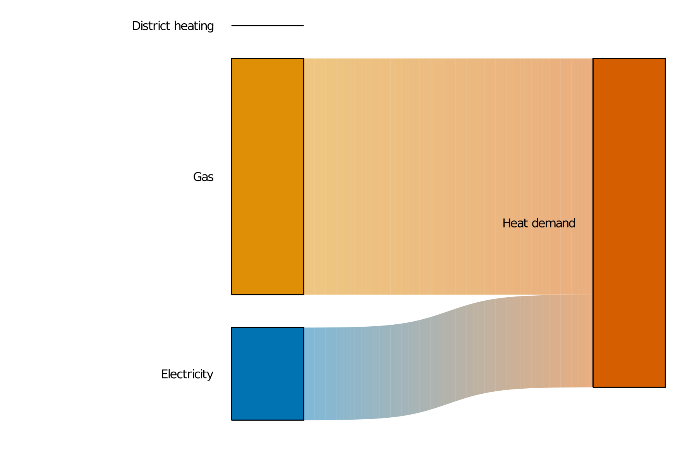 District heating
Gas
Heat demand
Electricity